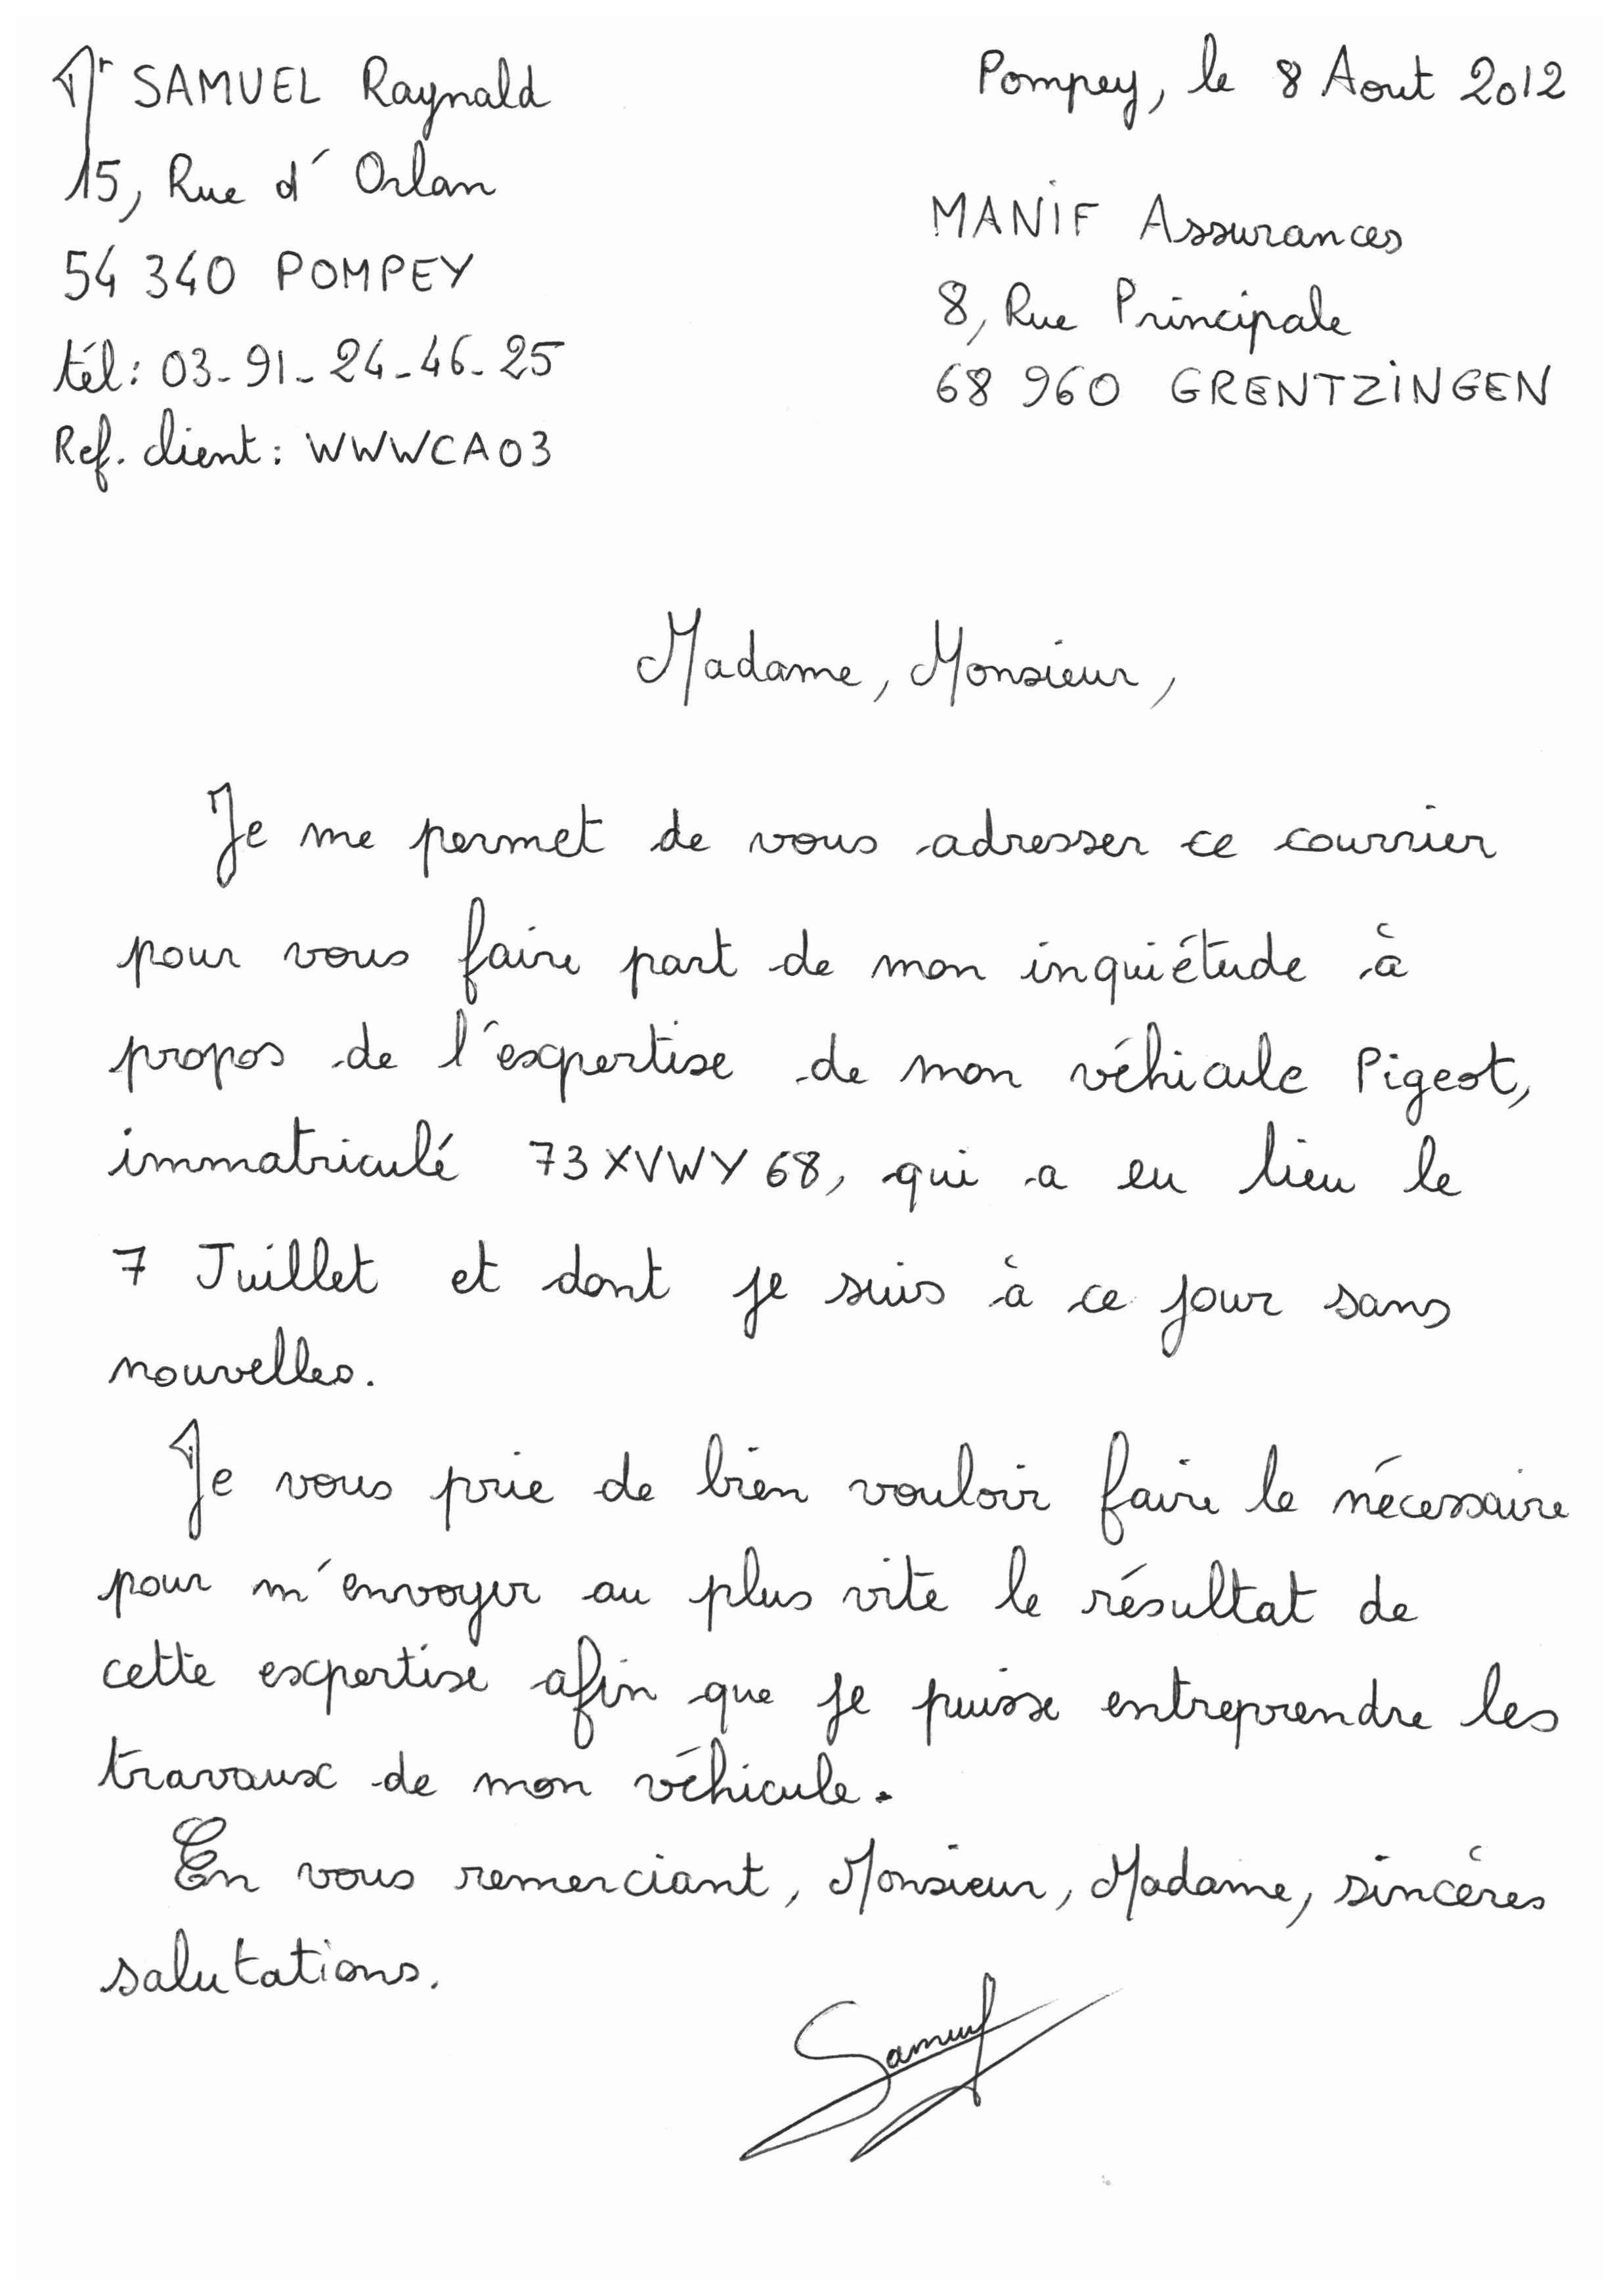 Mr SAMUEL Raynald
15, Rue d'Orlan
54 340 POMPEY
tél: 03-91-24-46-25
Ref. client: WWWCA03
Pompey, le 8 Aout 2012
MANIF Assurances
8, Rue Principale
68 960 GRENTZINGEN
Madame, Monsieur,
Je me permet de vous adresser ce courrier
pour vous faire part de mon inquiétude à
propos de l'expertise de mon véhicule Pigeot,
immatriculé 73XVWY68, qui a eu lieu le
7 Juillet et dont je suis à ce jour sans
nouvelles.
Je vous prie de bien vouloir faire le nécessaire
pour m'envoyer au plus vite le résultat de
cette expertise afin que je puisse entreprendre les
travaux de mon véhicule.
En vous remerciant, Monsieur, Madame, sincères
salutations.
Samuel